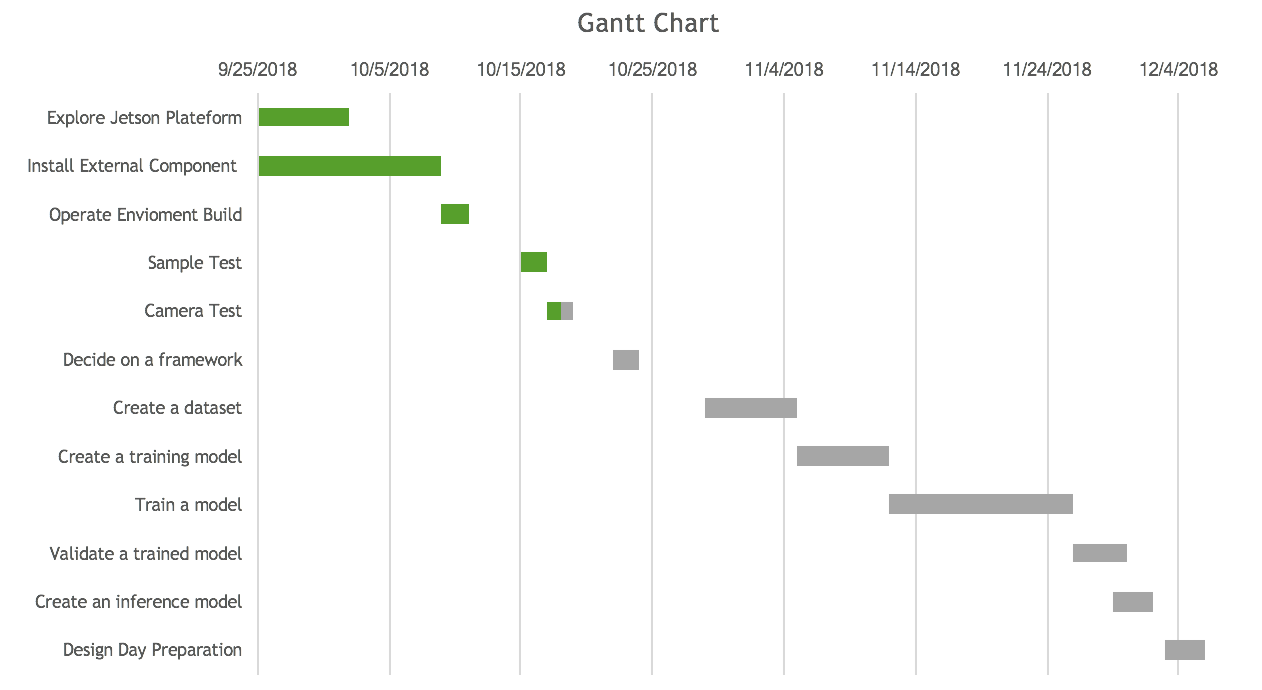 Gantt Chart
9/25/2018 10/5/2018 10/15/2018 10/25/2018 11/4/2018 11/14/2018 11/24/2018 12/4/2018
Explore Jetson Plateform
Install External Component
Operate Envioment Build
Sample Test
Camera Test
Decide on a framework
Create a dataset
Create a training model
Train a model
Validate a trained model
Create an inference model
Design Day Preparation